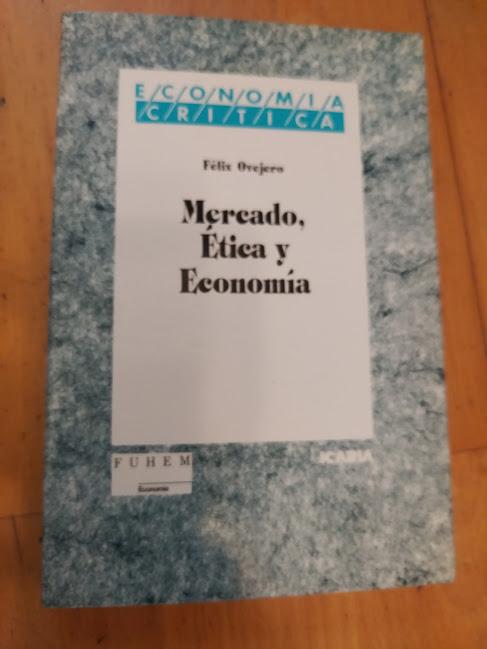 E/C/O/N/O/M/I/A
/C/R/I/T/I/C/A
Félix Ovejero
Mercado,
Ética y
Economía
FUHEM
Economía
ICARIA